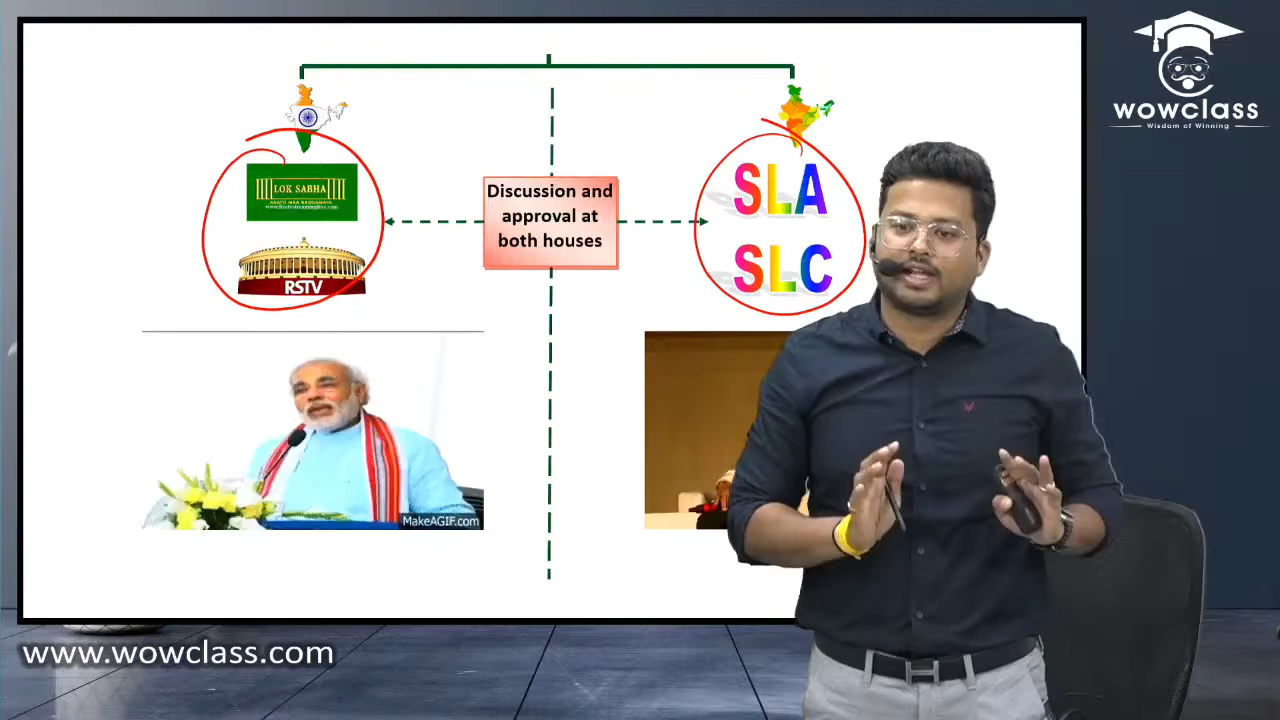 wowclass
Wisdom of Winning
LOK SABHA
RSTV
Discussion and
approval at
both houses
SLA
SLC
MakeAGIF.com
www.wowclass.com